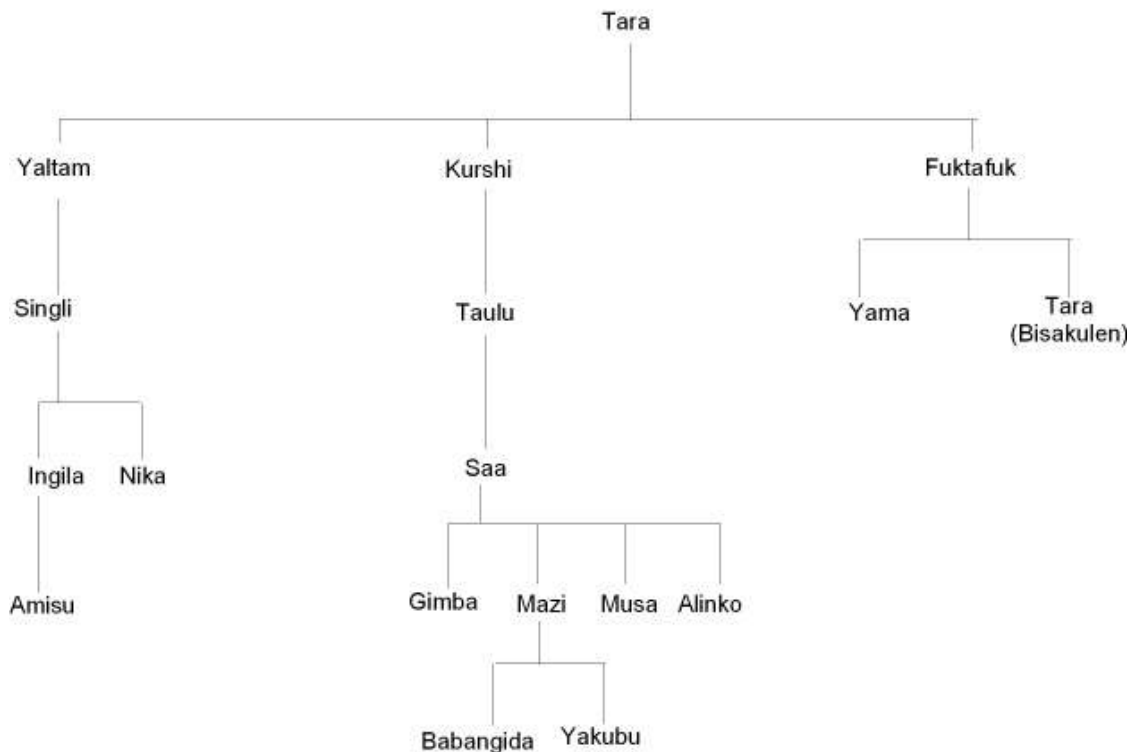 Tara
Yaltam
Kurshi
Fuktafuk
Singli
Taulu
Yama
Tara
(Bisakulen)
Ingila
Nika
Saa
Amisu
Gimba
Mazi
Musa
Alinko
Babangida
Yakubu